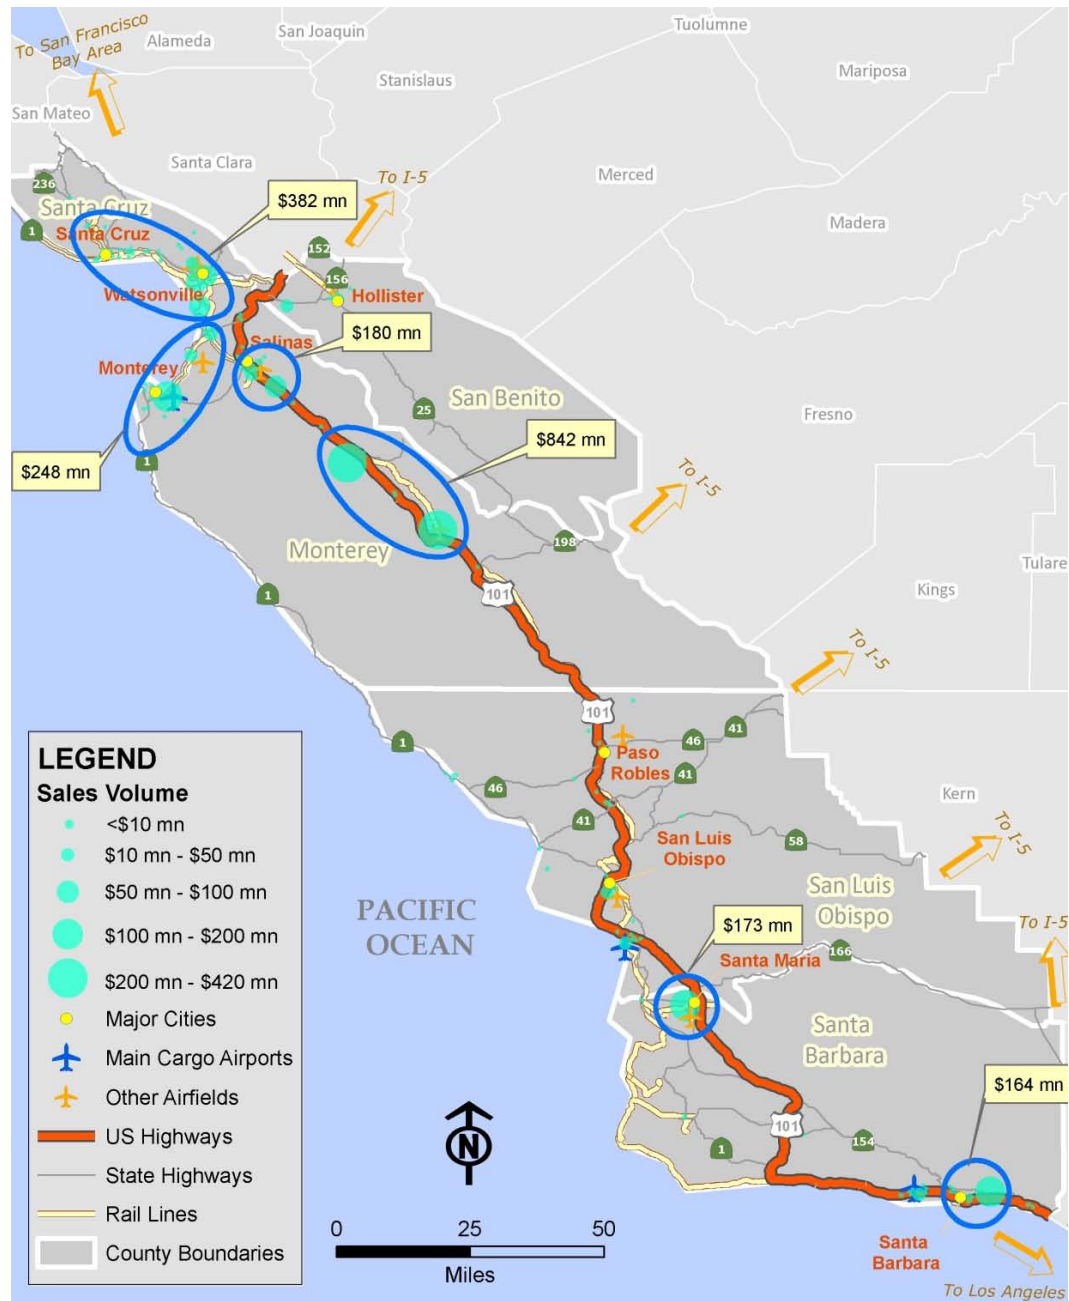 To San Francisco
Bay Area
Alameda
San Joaquin
Tuolumne
Stanislaus
Mariposa
San Mateo
Santa Clara
Merced
To I-5
Madera
236
Santa Cruz
$382 mn
1
Santa Cruz
152
156
Watsonville
Hollister
$180 mn
Salinas
Monterey
San Benito
25
Fresno
$842 mn
$248 mn
1
To I-5
Monterey
198
Tulare
Kings
101
1
To I-5
101
41
46
1
Paso
Robles
41
46
Kern
41
San Luis
Obispo
58
To I-5
San Luis
Obispo
PACIFIC
OCEAN
$173 mn
To I-5
Santa Maria
166
Santa
Barbara
$164 mn
101
154
1
Santa
Barbara
To Los Angeles
LEGEND
Sales Volume
<$10 mn
$10 mn - $50 mn
$50 mn - $100 mn
$100 mn - $200 mn
$200 mn - $420 mn
Major Cities
Main Cargo Airports
Other Airfields
US Highways
State Highways
Rail Lines
County Boundaries
N
0 25 50
Miles